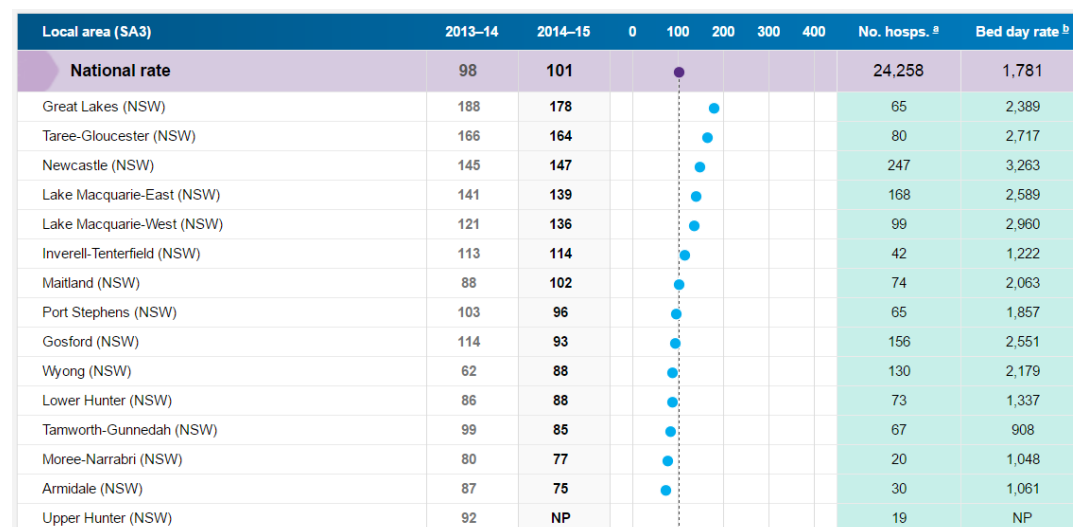 Local area (SA3) 2013–14 2014–15 0 100 200 300 400 No. hosps. a Bed day rate b
National rate 98 101 24,258 1,781
Great Lakes (NSW) 188 178 65 2,389
Taree-Gloucester (NSW) 166 164 80 2,717
Newcastle (NSW) 145 147 247 3,263
Lake Macquarie-East (NSW) 141 139 168 2,589
Lake Macquarie-West (NSW) 121 136 99 2,960
Inverell-Tenterfield (NSW) 113 114 42 1,222
Maitland (NSW) 88 102 74 2,063
Port Stephens (NSW) 103 96 65 1,857
Gosford (NSW) 114 93 156 2,551
Wyong (NSW) 62 88 130 2,179
Lower Hunter (NSW) 86 88 73 1,337
Tamworth-Gunnedah (NSW) 99 85 67 908
Moree-Narrabri (NSW) 80 77 20 1,048
Armidale (NSW) 87 75 30 1,061
Upper Hunter (NSW) 92 NP 19 NP